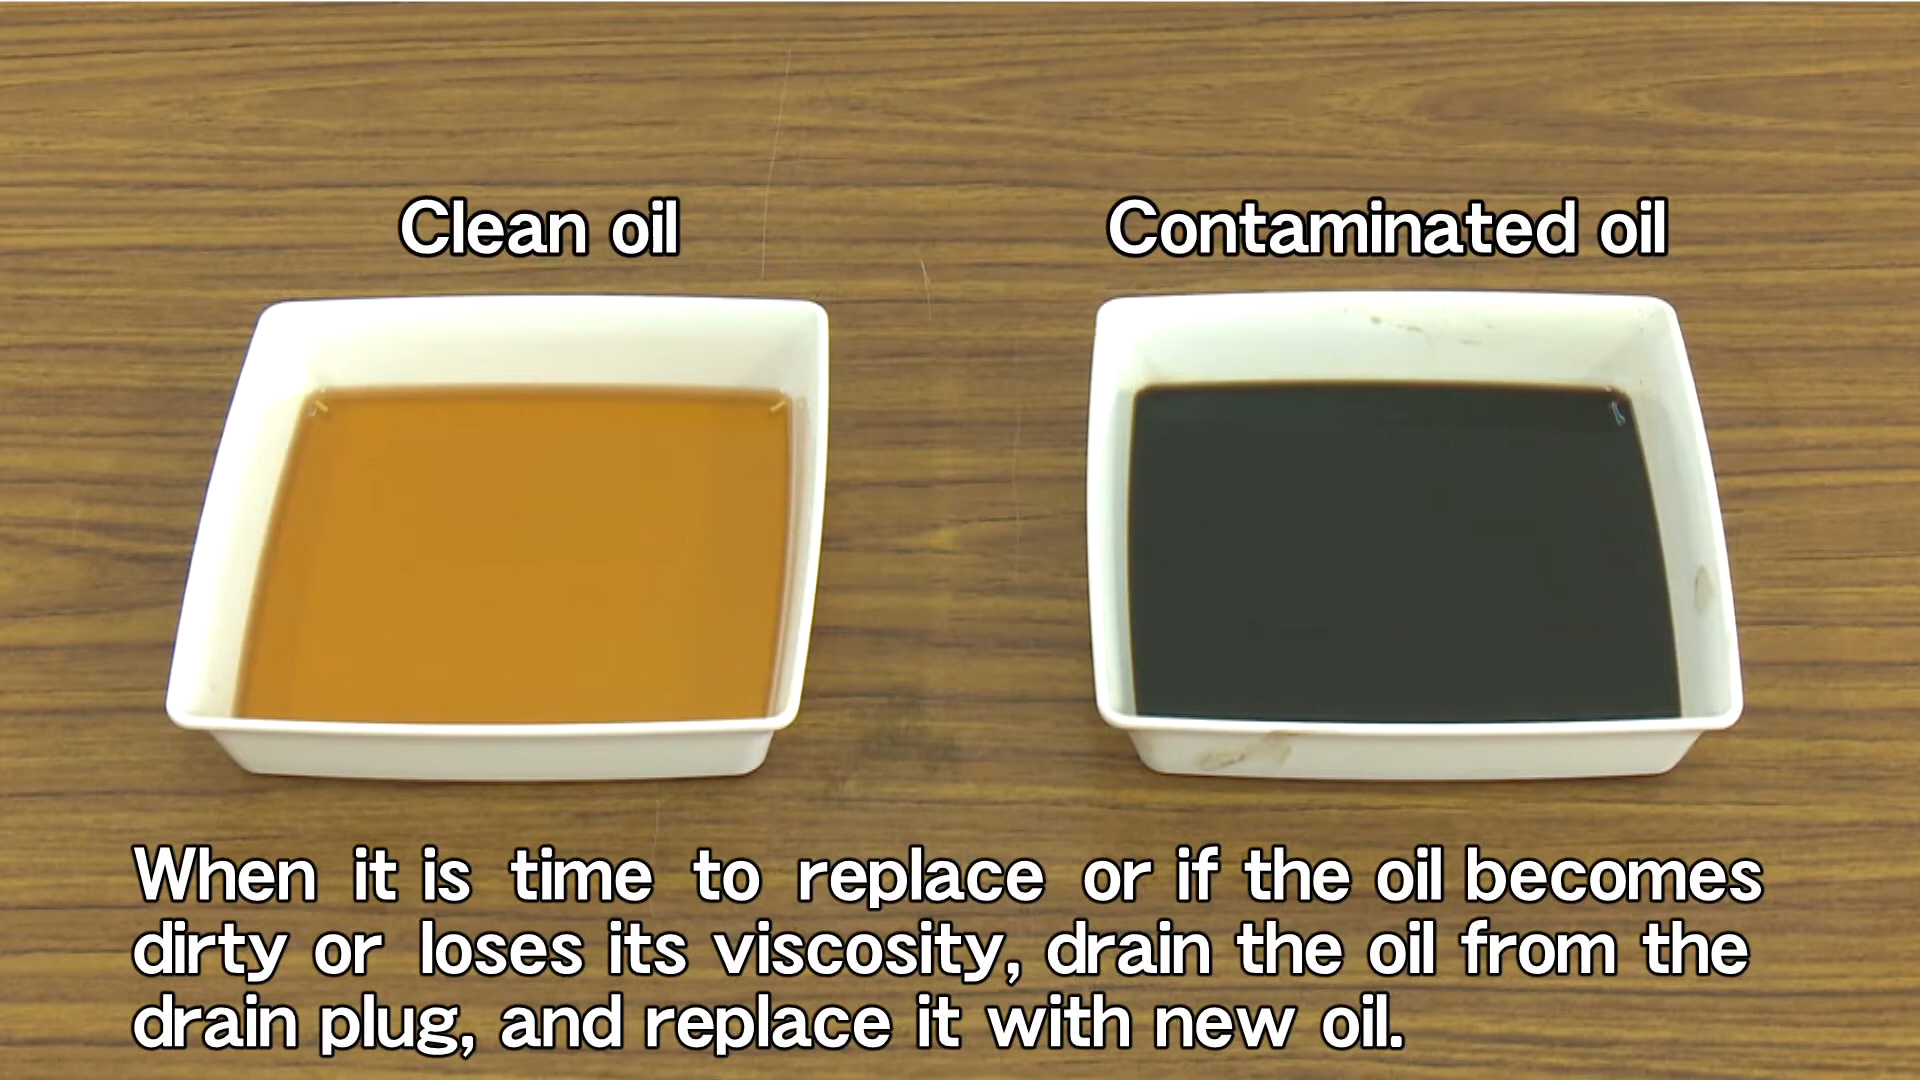 Clean oil
Contaminated oil
When it is time to replace or if the oil becomes
dirty or loses its viscosity, drain the oil from the
drain plug, and replace it with new oil.